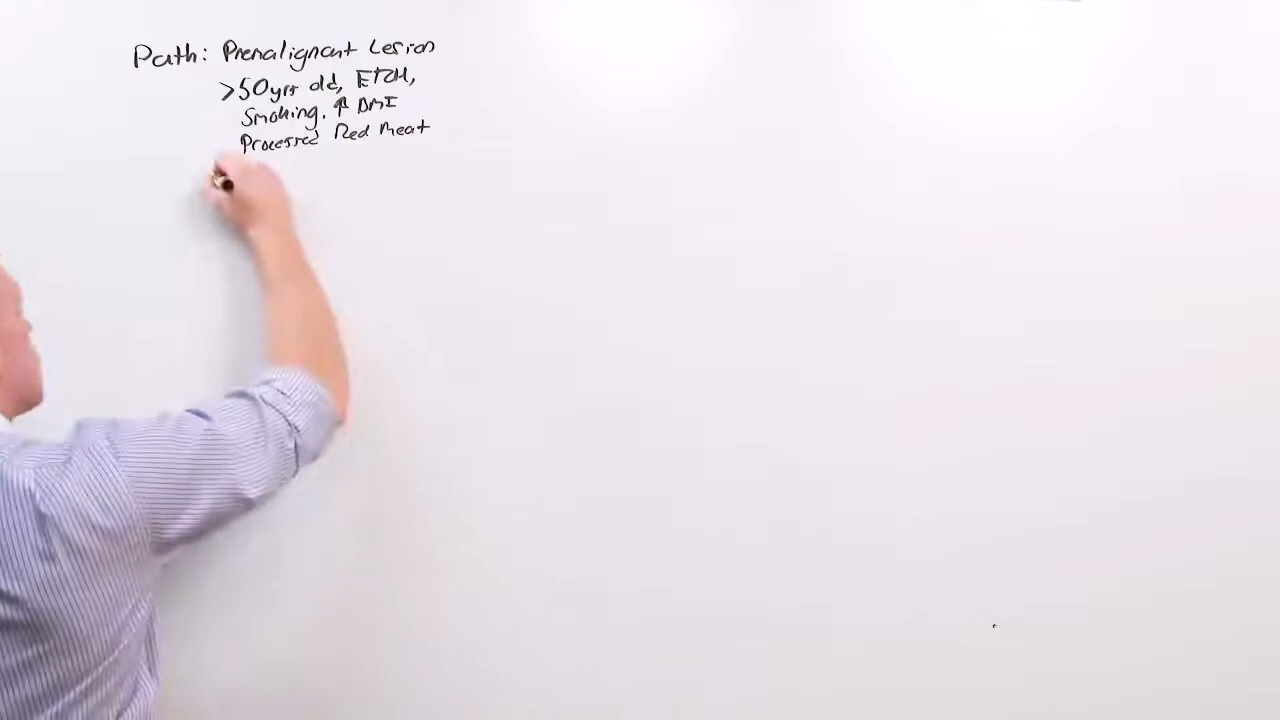 Path: Premalignant Lesion
>50yrs old, ETOH,
Smoking, ↑ BMI
Processed Red Meat